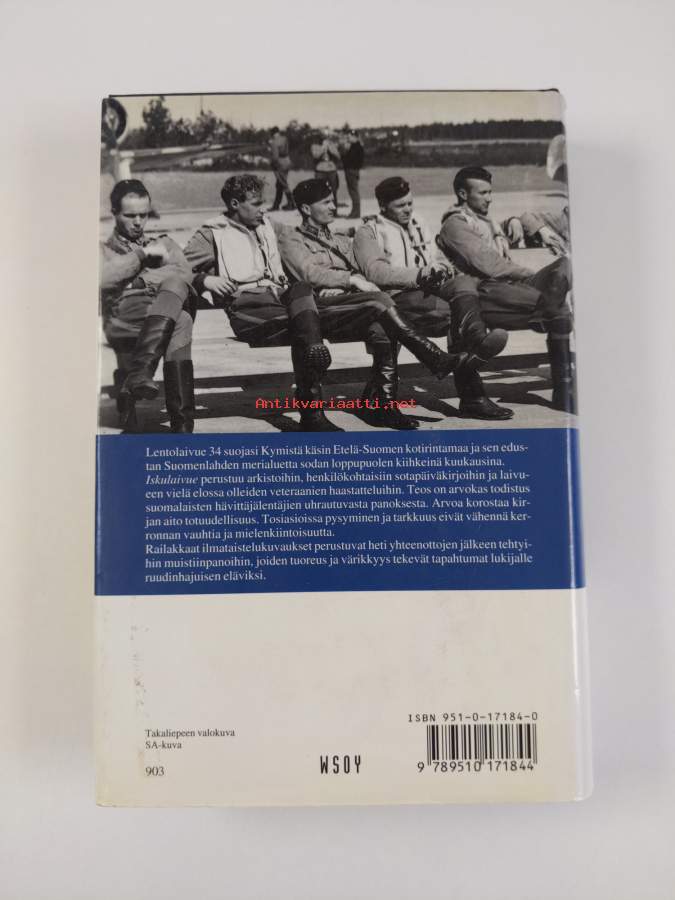 Antikvariaatti.net
Lentolaivue 34 suojasi Kymistä käsin Etelä-Suomen kotirintamaa ja sen edus-
tan Suomenlahden merialuetta sodan loppupuolen kiihkeinä kuukausina.
Iskulaivue perustuu arkistoihin, henkilökohtaisiin sotapäiväkirjoihin ja laivu-
een vielä elossa olleiden veteraanien haastatteluihin. Teos on arvokas todistus
suomalaisten hävittäjälentäjien uhrautuvasta panoksesta. Arvoa korostaa kir-
jan aito totuudellisuus. Tosiasioissa pysyminen ja tarkkuus eivät vähennä ker-
ronnan vauhtia ja mielenkiintoisuutta.
Railakkaat ilmataistelukuvaukset perustuvat heti yhteenottojen jälkeen tehtyi-
hin muistiinpanoihin, joiden tuoreus ja värikkyys tekevät tapahtumat lukijalle
ruudinhajuisen eläviksi.
ISBN 951-0-17184-0
Takaliepeen valokuva
SA-kuva
903
WSOY
9 789510 171844